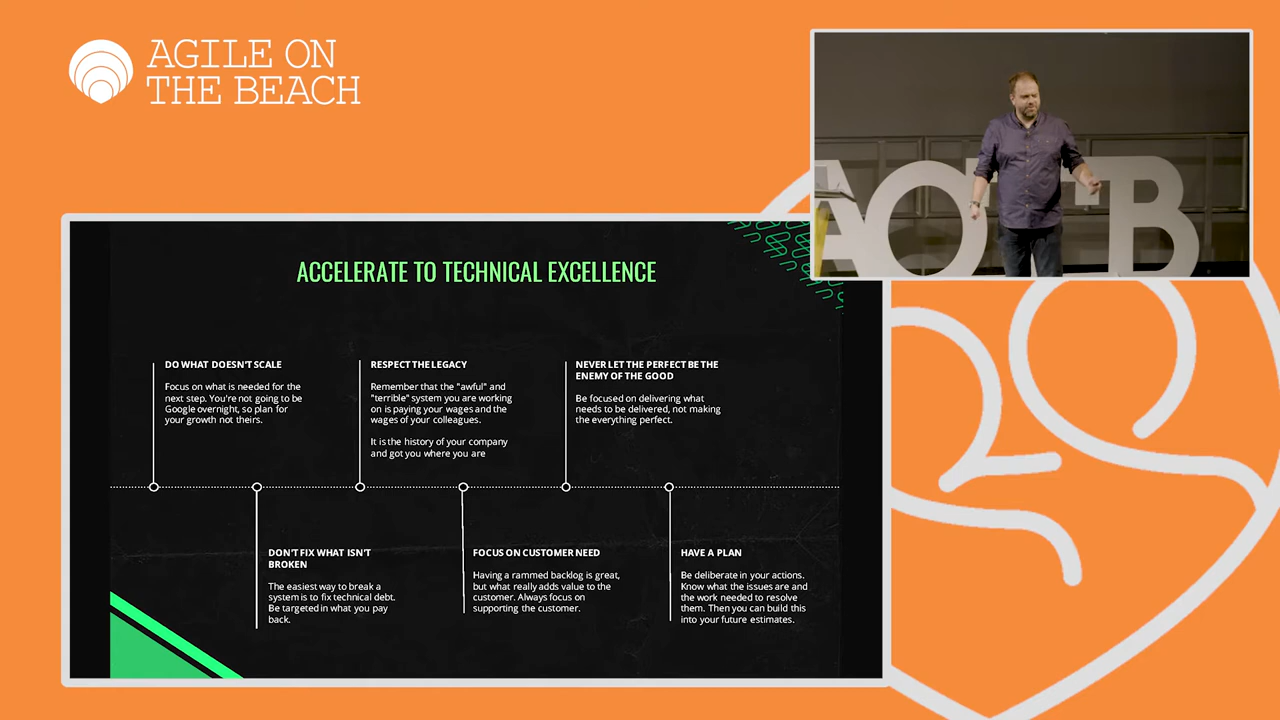 AGILE ON
THE BEACH
AOTB
ACCELERATE TO TECHNICAL EXCELLENCE
DO WHAT DOESN'T SCALE
Focus on what is needed for the
next step. You're not going to be
Google overnight, so plan for
your growth not theirs.
DON'T FIX WHAT ISN'T
BROKEN
The easiest way to break a
system is to fix technical debt.
Be targeted in what you pay
back.
RESPECT THE LEGACY
Remember that the "awful" and
"terrible" system you are working
on is paying your wages and the
wages of your colleagues.
It is the history of your company
and got you where you are
FOCUS ON CUSTOMER NEED
Having a rammed backlog is great,
but what really adds value to the
customer. Always focus on
supporting the customer.
NEVER LET THE PERFECT BE THE
ENEMY OF THE GOOD
Be focused on delivering what
needs to be delivered, not making
the everything perfect.
HAVE A PLAN
Be deliberate in your actions.
Know what the issues are and
the work needed to resolve
them. Then you can build this
into your future estimates.